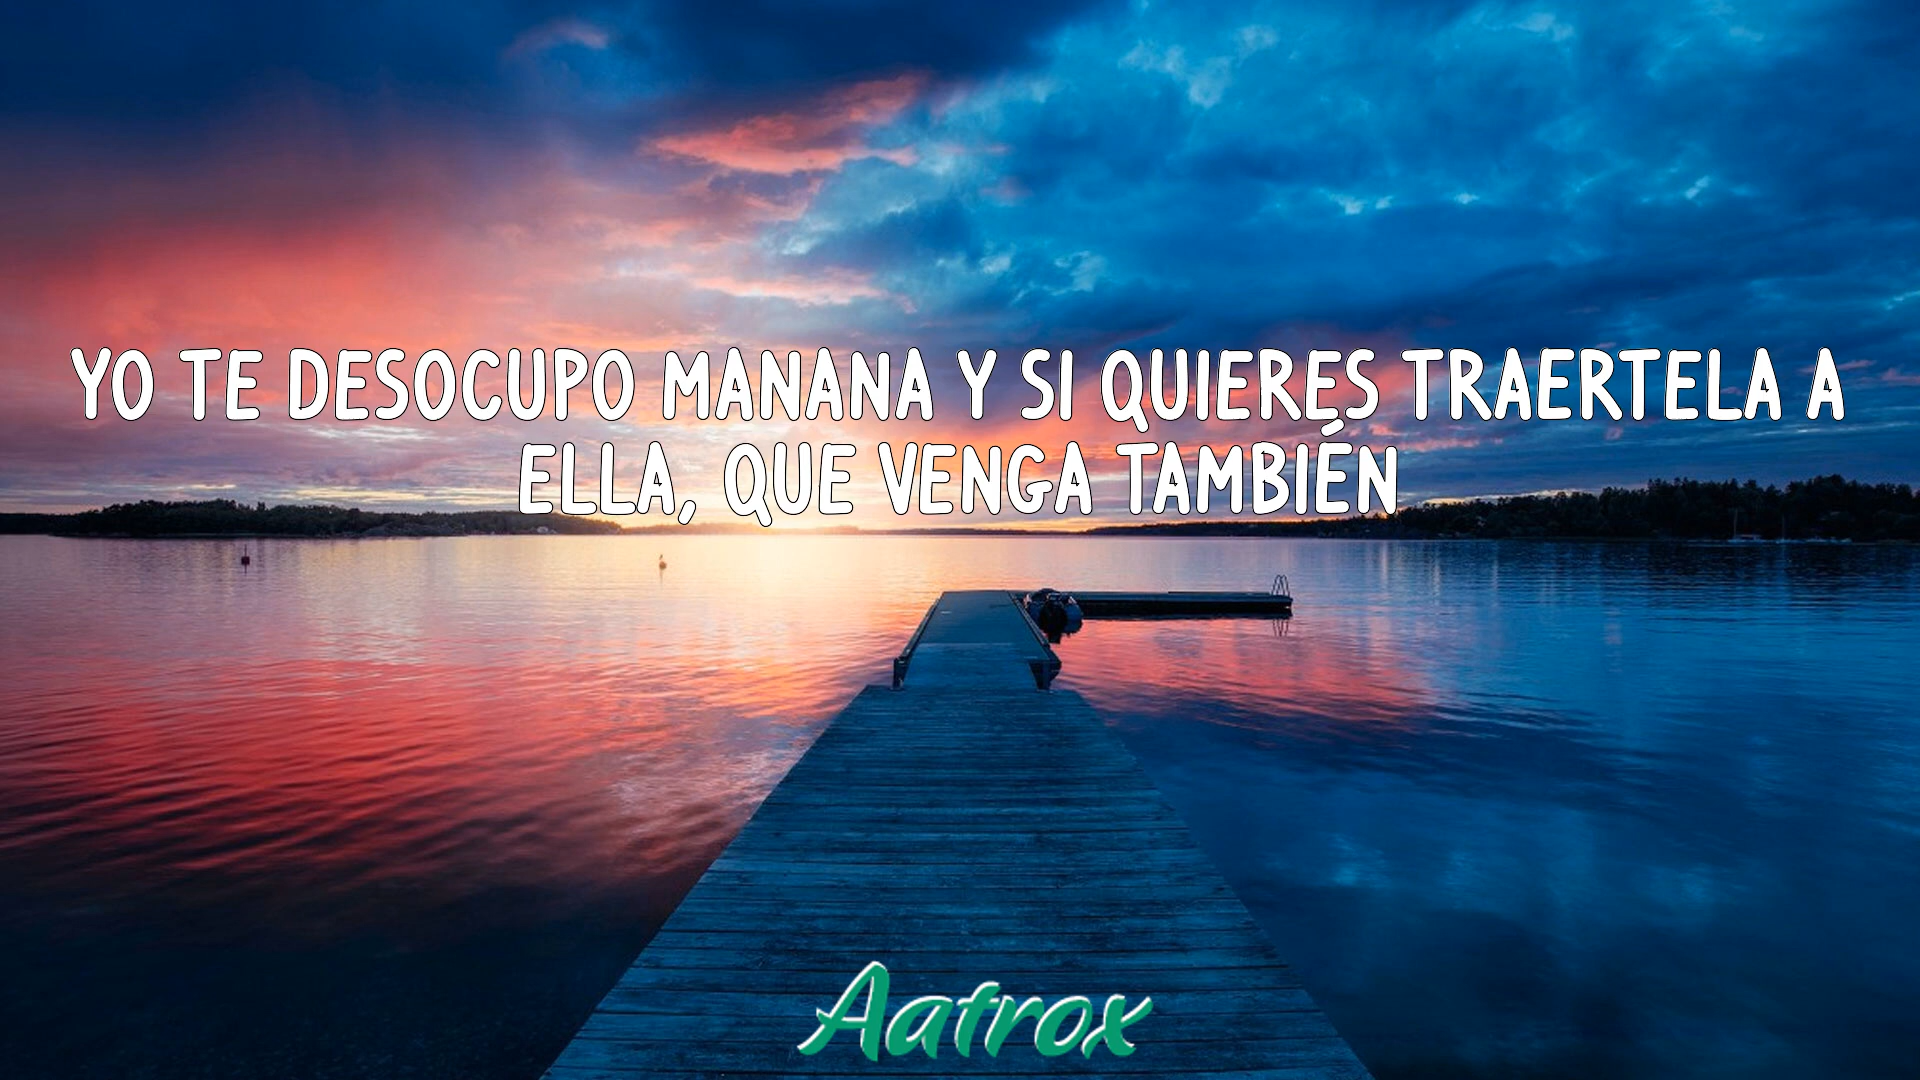 YO TE DESOCUPO MANANA Y SI QUIERES TRAERTELA A
ELLA, QUE VENGA TAMBIÉN
Aatrox